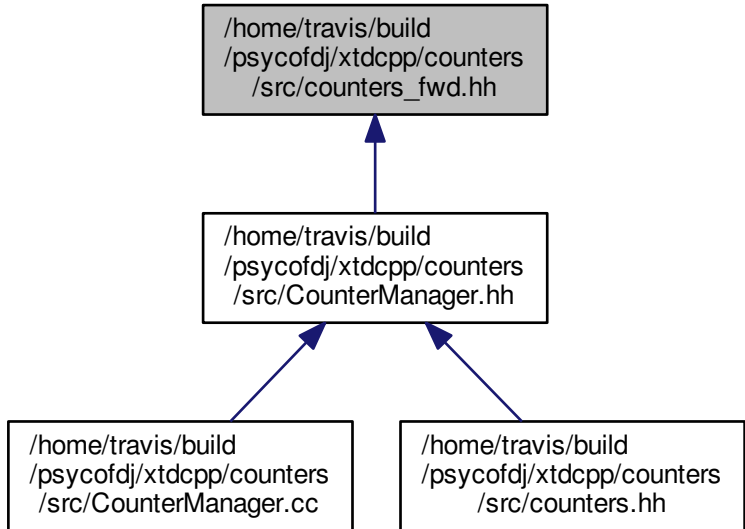 /home/travis/build
/psycofdj/xtdcpp/counters
/src/counters_fwd.hh
/home/travis/build
/psycofdj/xtdcpp/counters
/src/CounterManager.hh
/home/travis/build
/psycofdj/xtdcpp/counters
/src/CounterManager.cc
/home/travis/build
/psycofdj/xtdcpp/counters
/src/counters.hh